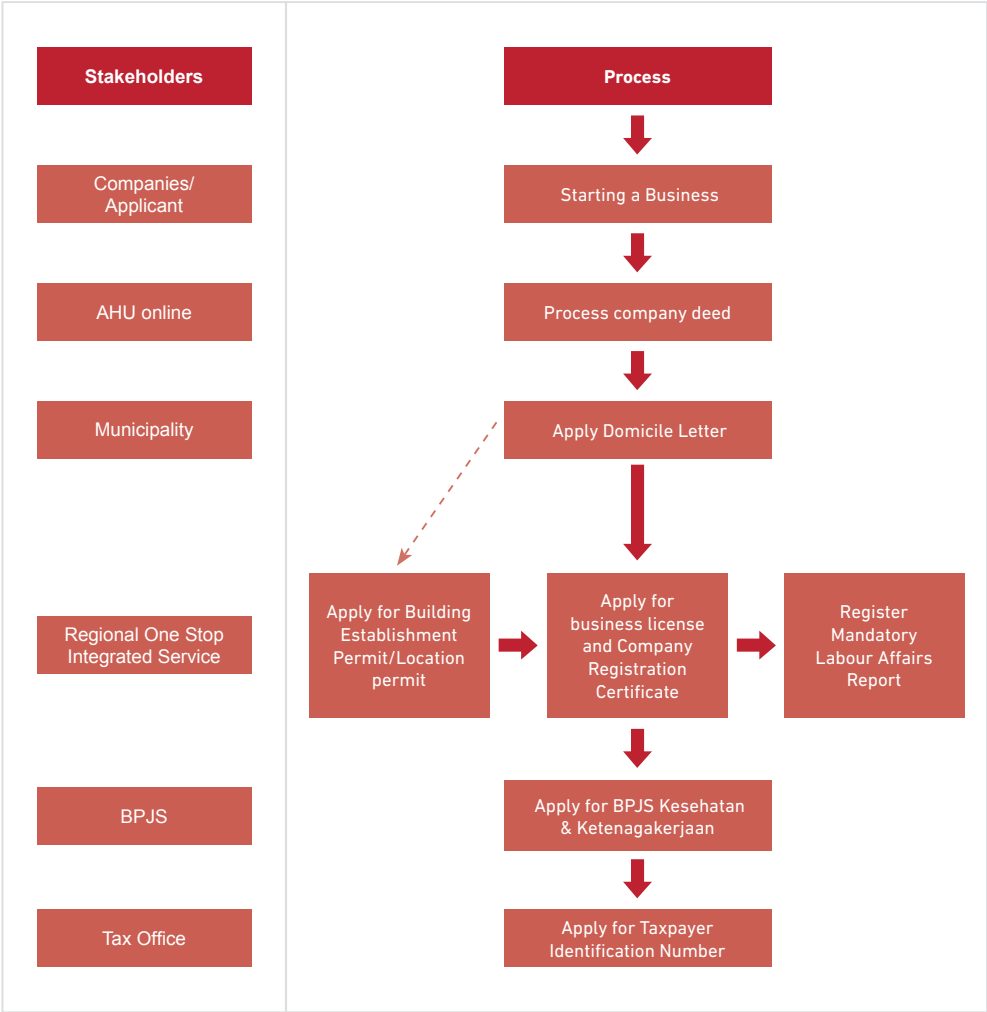 Stakeholders
Process
Companies/
Applicant
Starting a Business
AHU online
Process company deed
Municipality
Apply Domicile Letter
Regional One Stop
Integrated Service
Apply for Building
Establishment
Permit/Location
permit
Apply for
business license
and Company
Registration
Certificate
Register
Mandatory
Labour Affairs
Report
BPJS
Apply for BPJS Kesehatan
& Ketenagakerjaan
Tax Office
Apply for Taxpayer
Identification Number